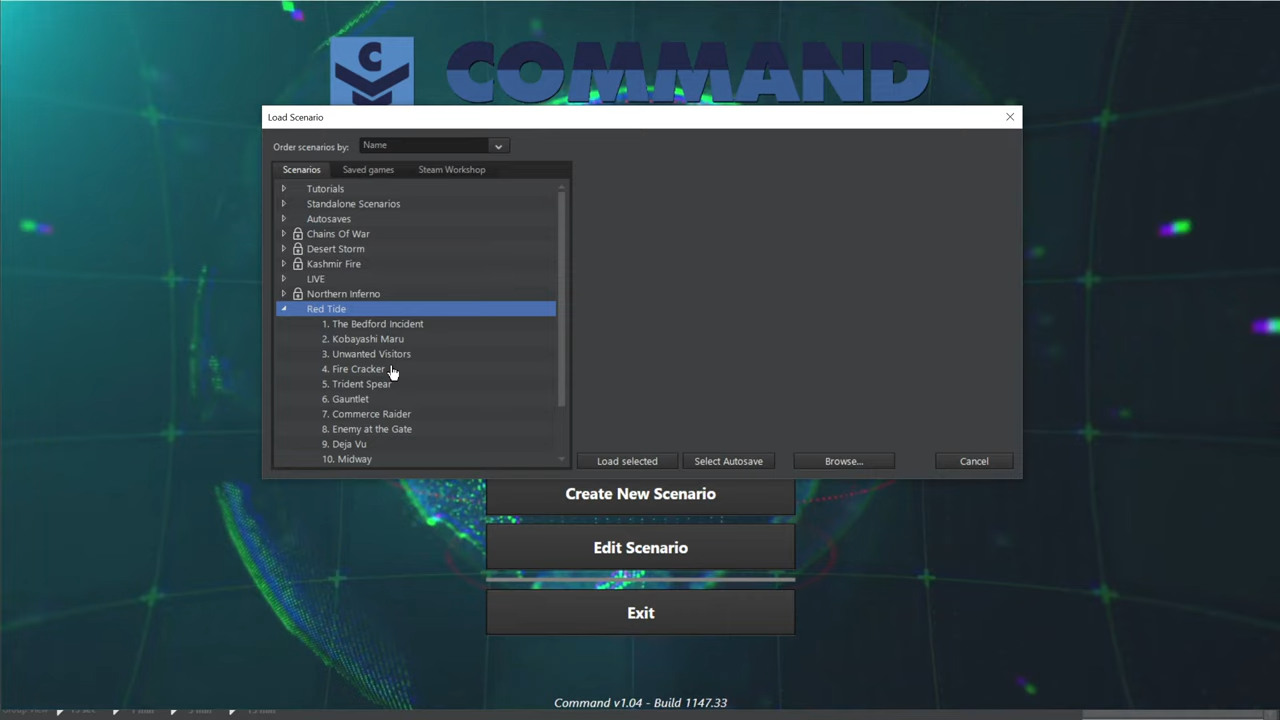 C
COMMAND
Load Scenario
Order scenarios by: Name
Scenarios Saved games Steam Workshop
Tutorials
Standalone Scenarios
Autosaves
Chains Of War
Desert Storm
Kashmir Fire
LIVE
Northern Inferno
Red Tide
1. The Bedford Incident
2. Kobayashi Maru
3. Unwanted Visitors
4. Fire Cracker
5. Trident Spear
6. Gauntlet
7. Commerce Raider
8. Enemy at the Gate
9. Deja Vu
10. Midway
Load selected Select Autosave Browse... Cancel
Create New Scenario
Edit Scenario
Exit
Command v1.04 - Build 1147.33